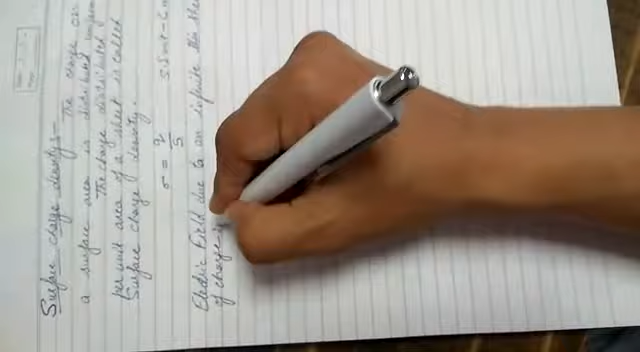 Surface charge density:- The charge on
a surface area is distributed uniform
The charge distributed
per unit area of a sheet is called
Surface charge density.
σ = q/S
Electric Field due to an infinite thin shee
of charge:-